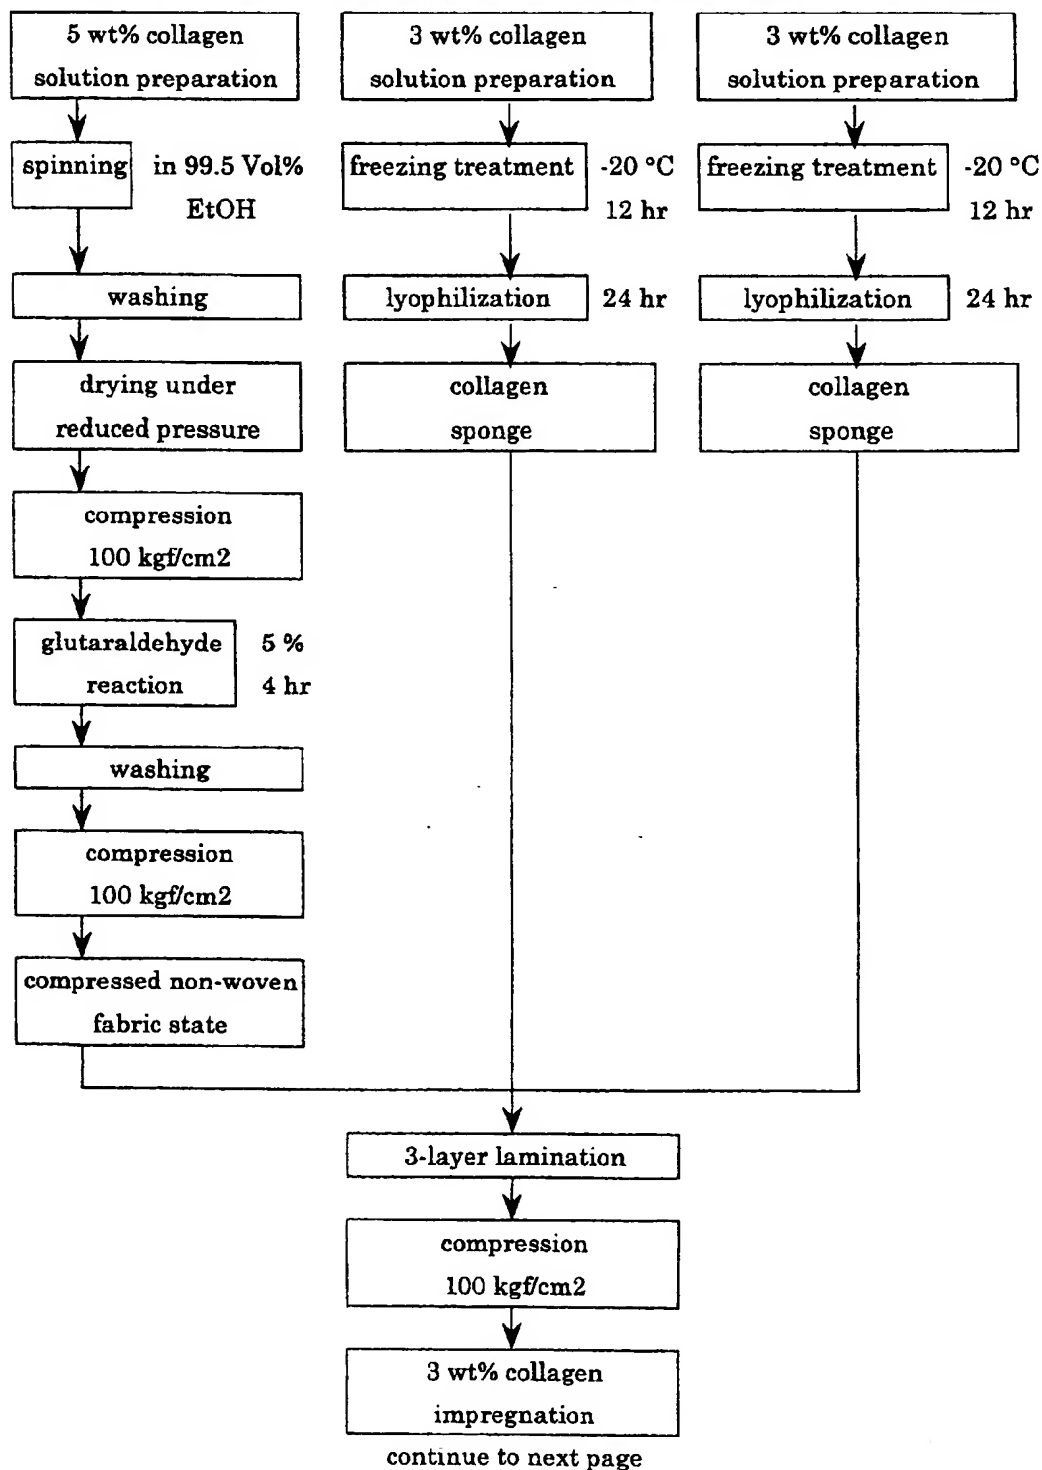 5 wt% collagen
solution preparation
spinning
in 99.5 Vol%
EtOH
washing
drying under
reduced pressure
compression
100 kgf/cm2
glutaraldehyde
reaction
5 %
4 hr
washing
compression
100 kgf/cm2
compressed non-woven
fabric state
3 wt% collagen
solution preparation
freezing treatment
-20 °C
12 hr
lyophilization
24 hr
collagen
sponge
3 wt% collagen
solution preparation
freezing treatment
-20 °C
12 hr
lyophilization
24 hr
collagen
sponge
3-layer lamination
compression
100 kgf/cm2
3 wt% collagen
impregnation
continue to next page